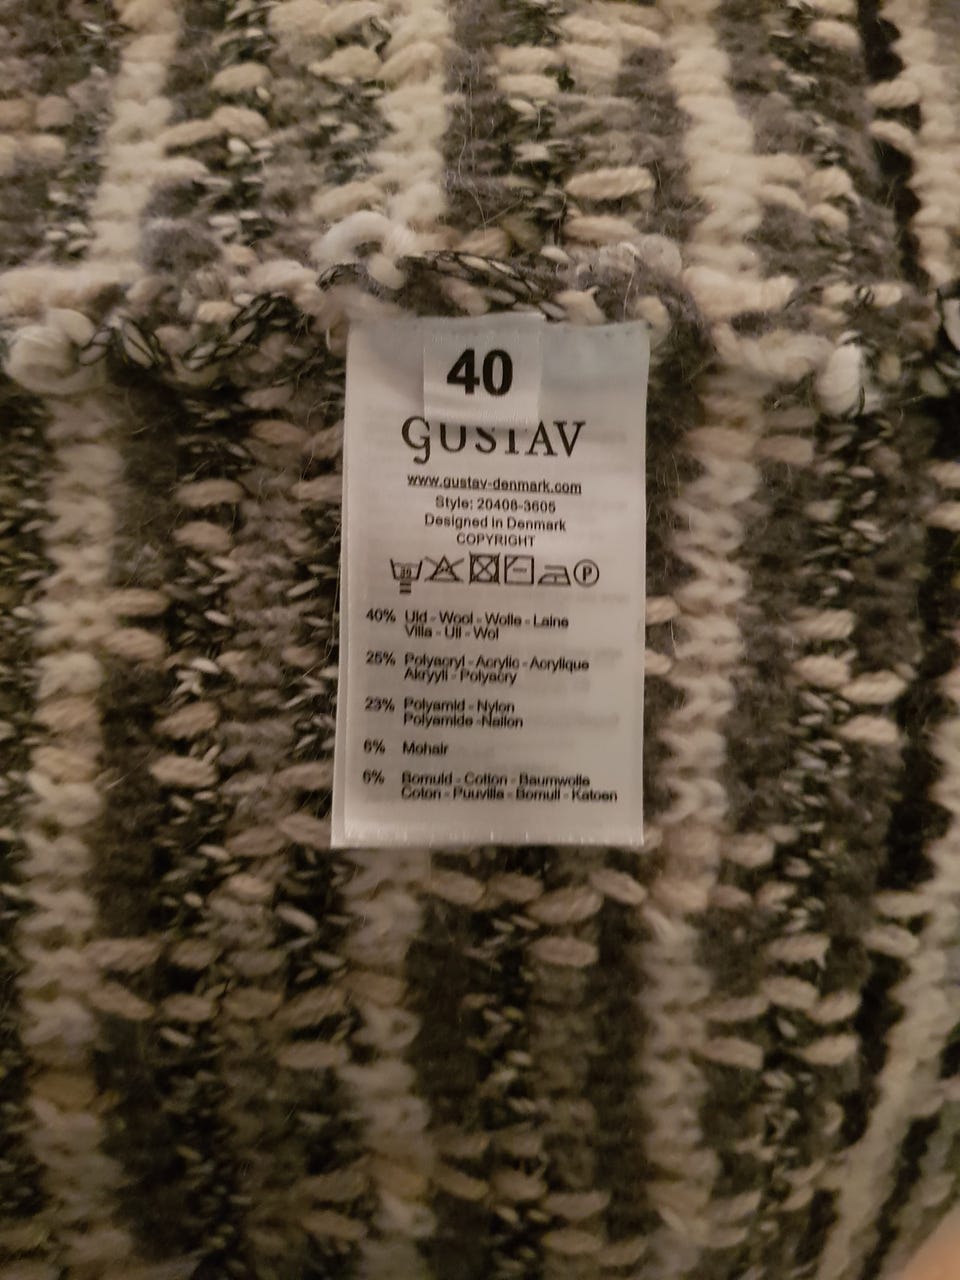 40
GUSTAV
www.gustav-denmark.com
Style: 20408-3605
Designed in Denmark
COPYRIGHT
30 P
40% Uld - Wool - Wolle - Laine
Villa - Ull - Wol
25% Polyacryl - Acrylic - Acrylique
Akryyli - Polyacry
23% Polyamid - Nylon
Polyamide -Nailon
6% Mohair
6% Bomuld - Cotton - Baumwolle
Coton - Puuvilla - Bomull - Katoen